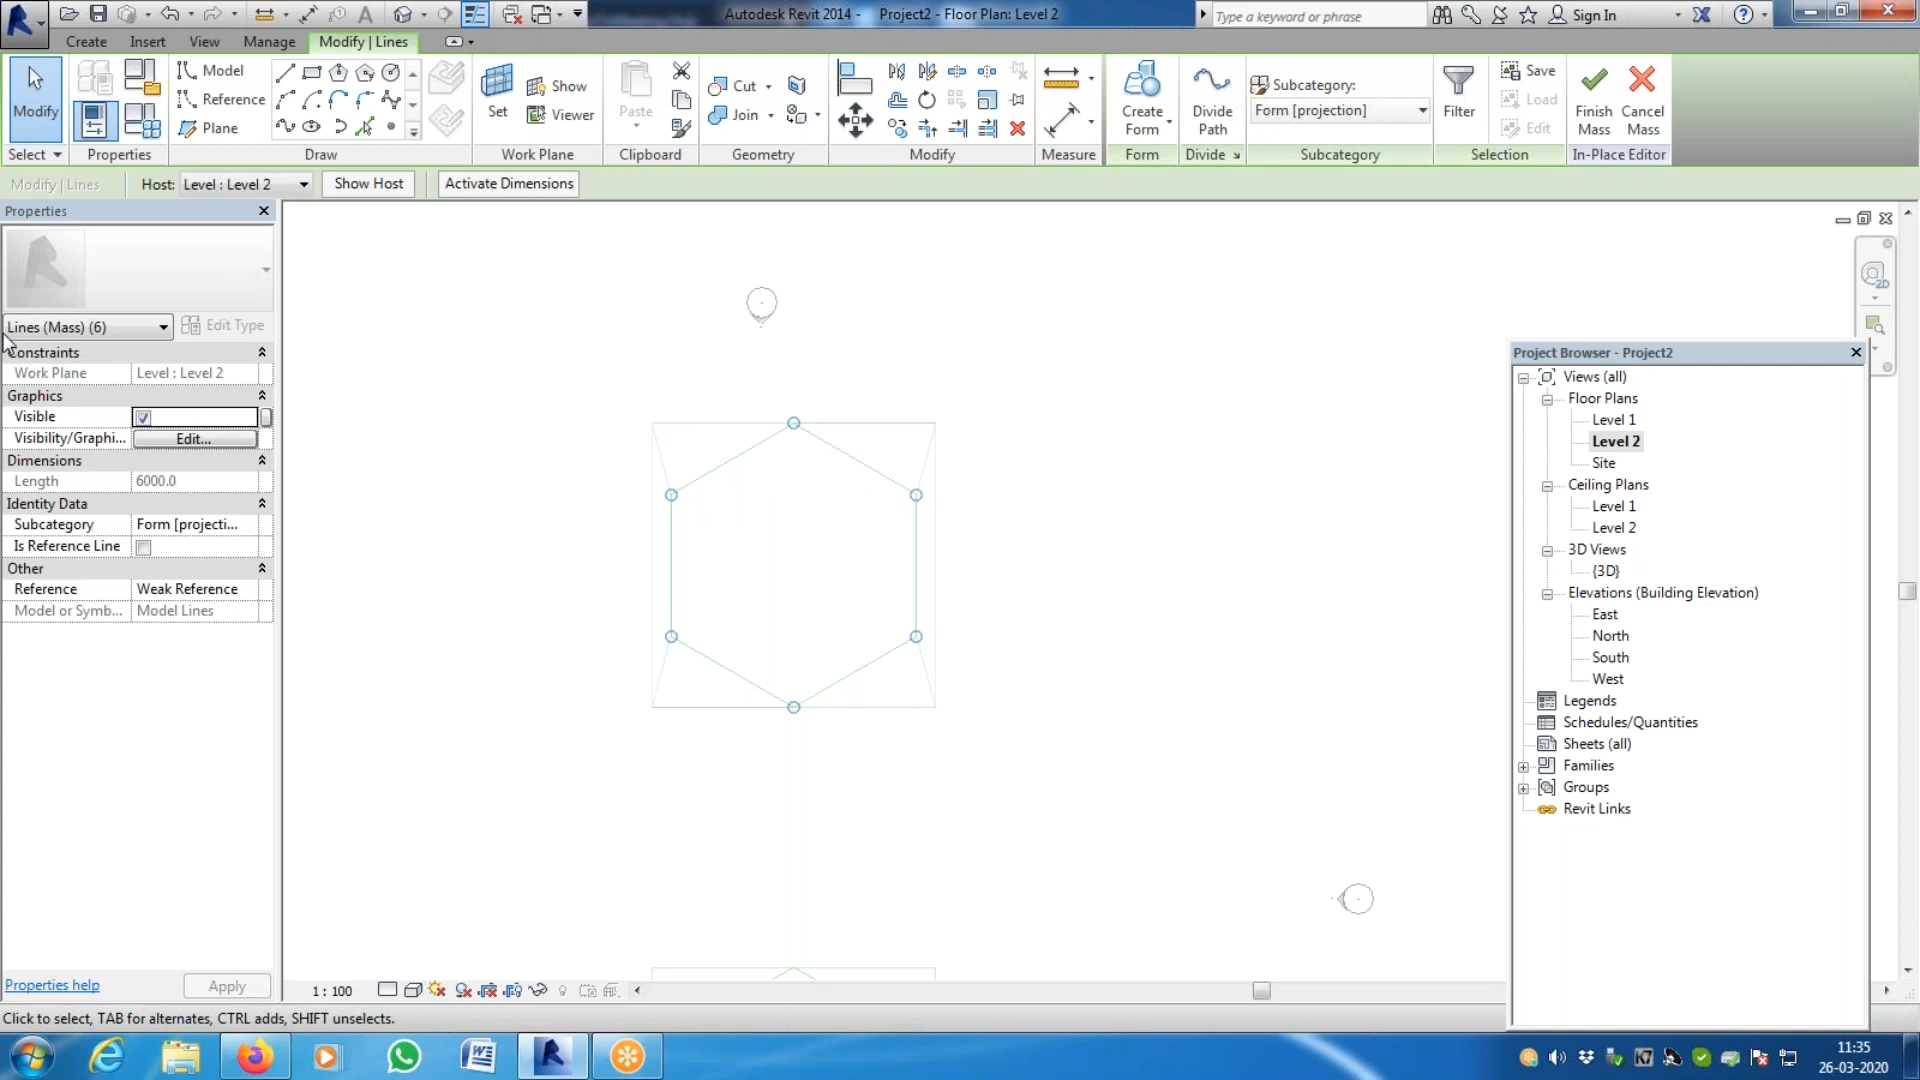 Autodesk Revit 2014 - Project2 - Floor Plan: Level 2
Type a keyword or phrase
Sign In
Create Insert View Manage Modify | Lines
Modify
Model
Reference
Plane
Set
Show
Viewer
Paste
Cut
Join
Create Form
Divide Path
Subcategory:
Form [projection]
Filter
Save
Load
Edit
Finish Mass
Cancel Mass
Select Properties Draw Work Plane Clipboard Geometry Modify Measure Form Divide Subcategory Selection In-Place Editor
Modify | Lines Host: Level : Level 2 Show Host Activate Dimensions
Properties
Lines (Mass) (6) Edit Type
Constraints
Work Plane Level : Level 2
Graphics
Visible
Visibility/Graphi... Edit...
Dimensions
Length 6000.0
Identity Data
Subcategory Form [projecti...
Is Reference Line
Other
Reference Weak Reference
Model or Symb... Model Lines
Properties help Apply
2D
Project Browser - Project2
Views (all)
Floor Plans
Level 1
Level 2
Site
Ceiling Plans
Level 1
Level 2
3D Views
{3D}
Elevations (Building Elevation)
East
North
South
West
Legends
Schedules/Quantities
Sheets (all)
Families
Groups
Revit Links
1 : 100
Click to select, TAB for alternates, CTRL adds, SHIFT unselects.
11:35
26-03-2020